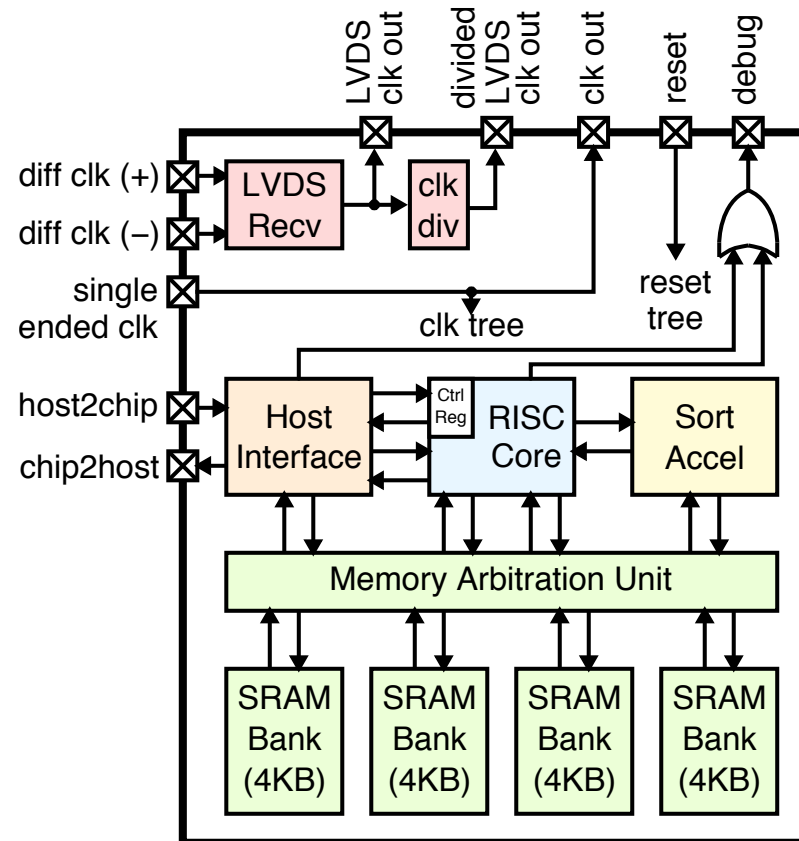 LVDS
clk out
divided
LVDS
clk out
clk out
reset
debug
diff clk (+)
diff clk (−)
single
ended clk
host2chip
chip2host
LVDS
Recv
clk
div
clk tree
reset
tree
Host
Interface
Ctrl
Reg
RISC
Core
Sort
Accel
Memory Arbitration Unit
SRAM
Bank
(4KB)
SRAM
Bank
(4KB)
SRAM
Bank
(4KB)
SRAM
Bank
(4KB)